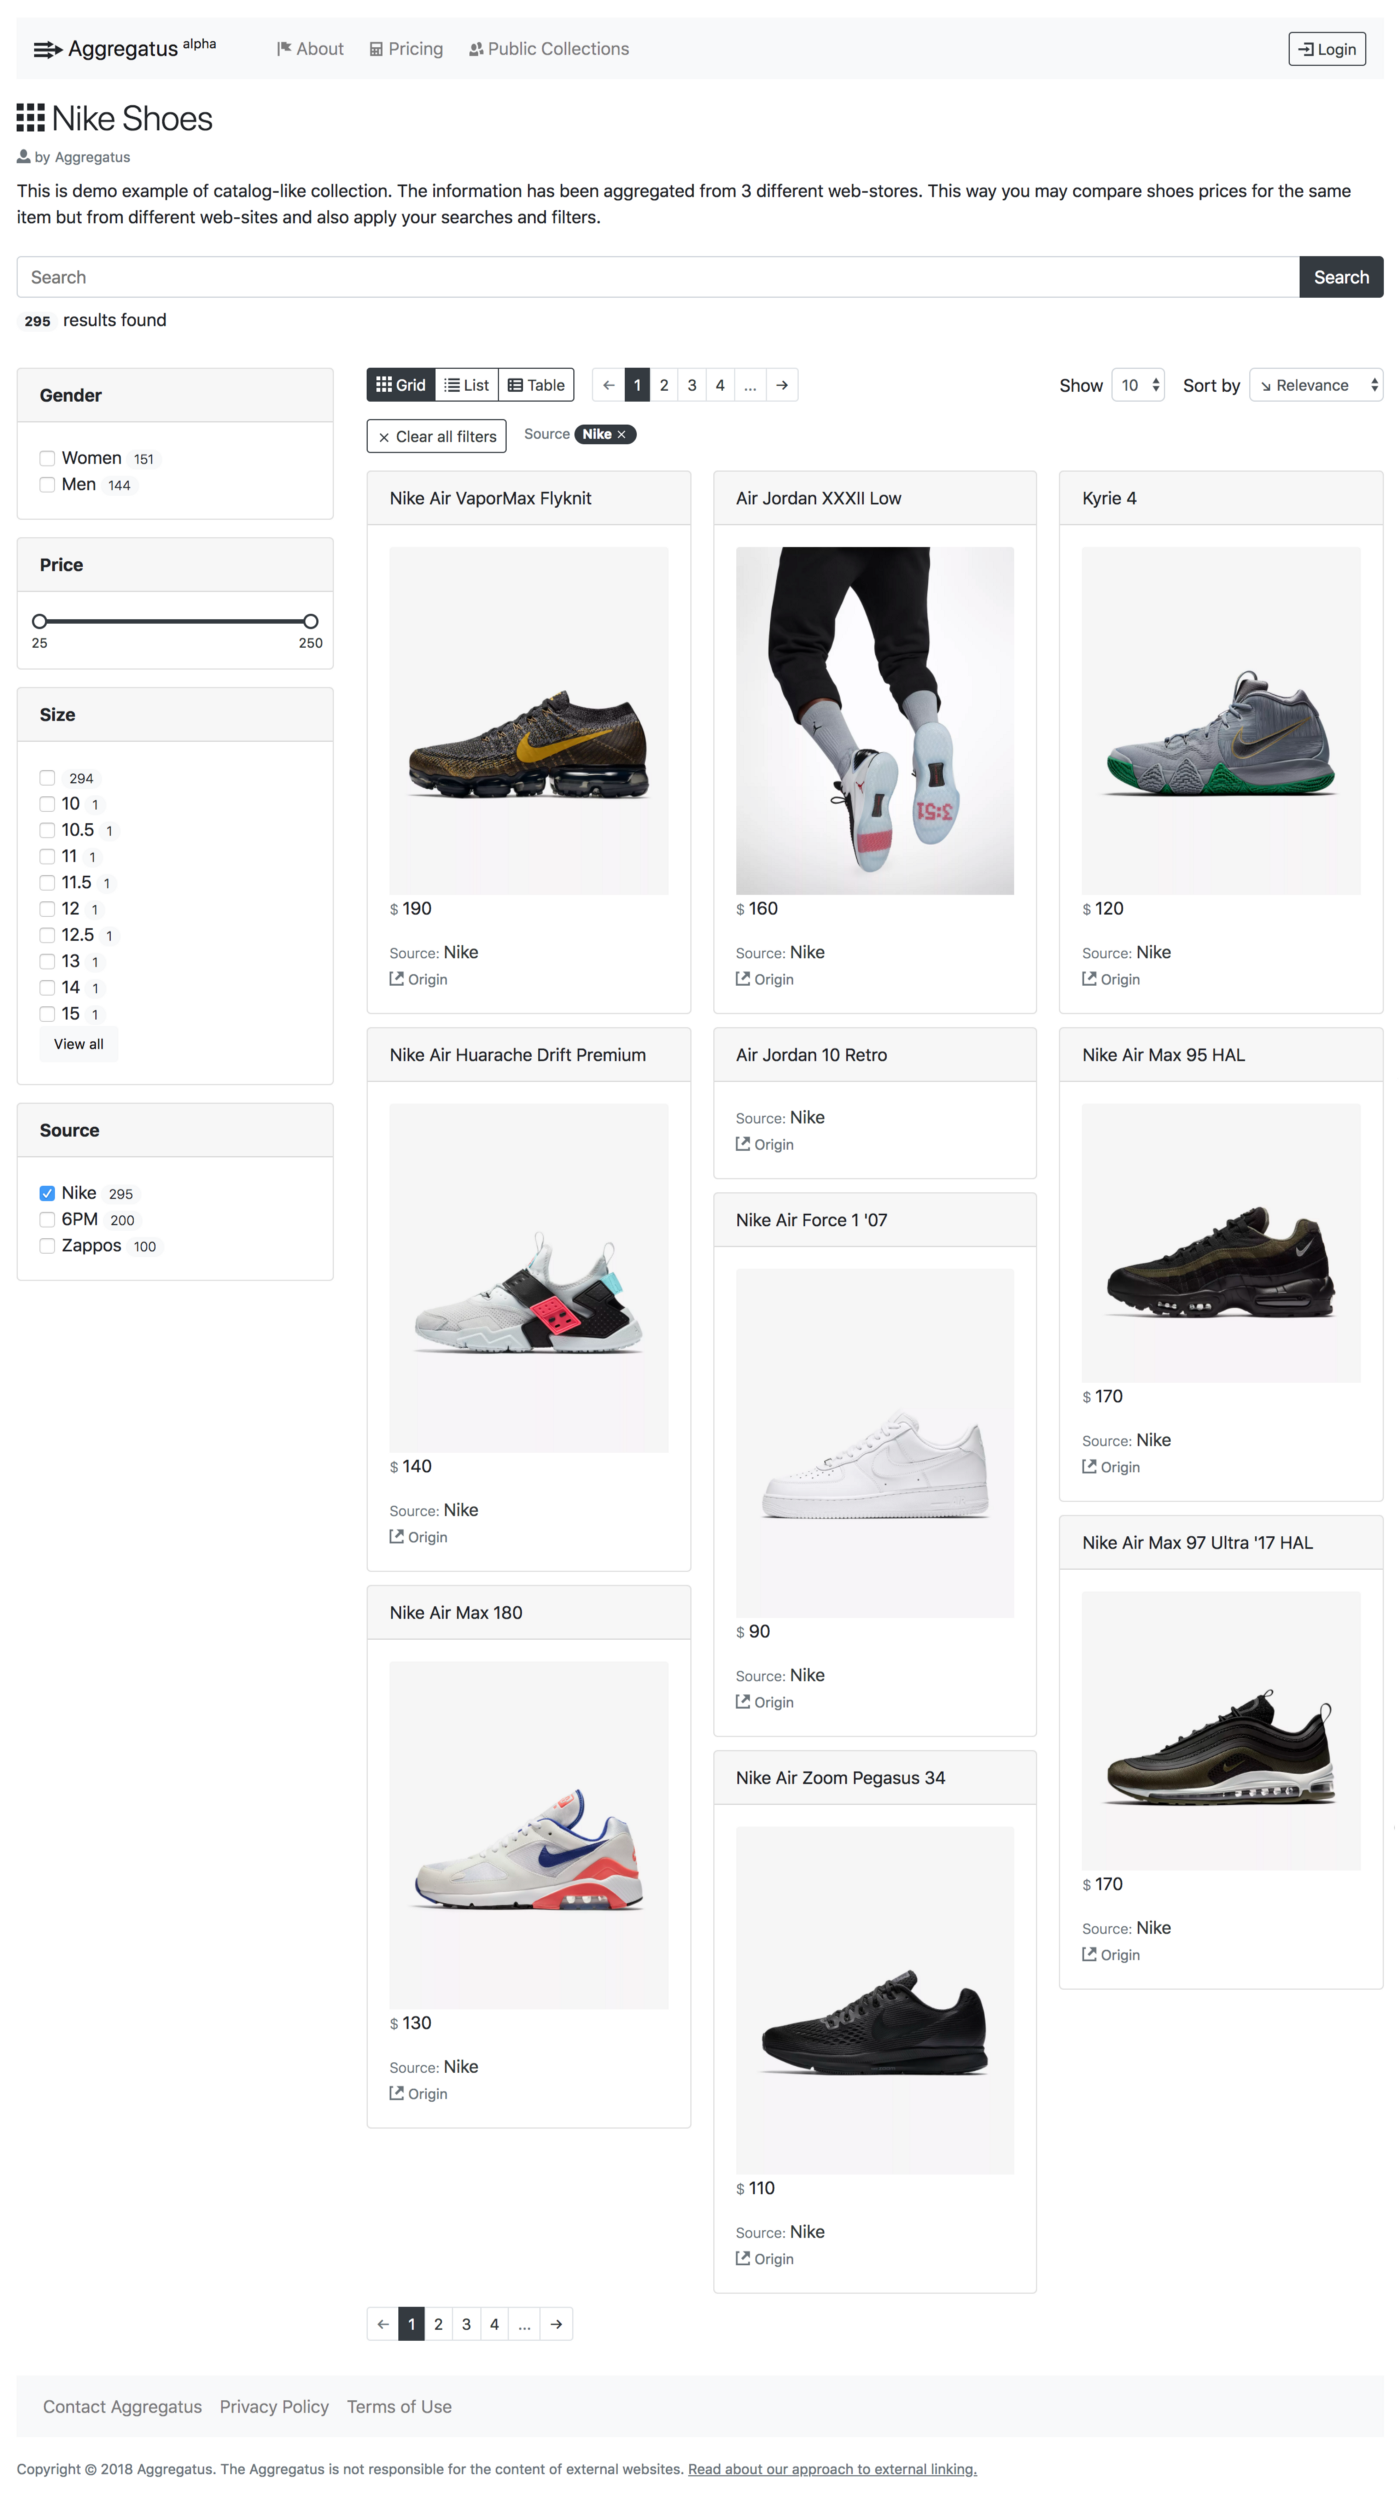 Aggregatus alpha
About
Pricing
Public Collections
Login
Nike Shoes
by Aggregatus
This is demo example of catalog-like collection. The information has been aggregated from 3 different web-stores. This way you may compare shoes prices for the same
item but from different web-sites and also apply your searches and filters.
Search
Search
295 results found
Gender
Women 151
Men 144
Price
25
250
Size
294
10 1
10.5 1
11 1
11.5 1
12 1
12.5 1
13 1
14 1
15 1
View all
Source
Nike 295
6PM 200
Zappos 100
Grid
List
Table
← 1 2 3 4 ... →
Show 10
Sort by ↘ Relevance
× Clear all filters
Source Nike ×
Nike Air VaporMax Flyknit
$ 190
Source: Nike
Origin
Air Jordan XXXII Low
3:51
$ 160
Source: Nike
Origin
Kyrie 4
$ 120
Source: Nike
Origin
Nike Air Huarache Drift Premium
$ 140
Source: Nike
Origin
Air Jordan 10 Retro
Source: Nike
Origin
Nike Air Max 95 HAL
$ 170
Source: Nike
Origin
Nike Air Force 1 '07
$ 90
Source: Nike
Origin
Nike Air Max 97 Ultra '17 HAL
$ 170
Source: Nike
Origin
Nike Air Max 180
$ 130
Source: Nike
Origin
Nike Air Zoom Pegasus 34
$ 110
Source: Nike
Origin
← 1 2 3 4 ... →
Contact Aggregatus
Privacy Policy
Terms of Use
Copyright © 2018 Aggregatus. The Aggregatus is not responsible for the content of external websites. Read about our approach to external linking.